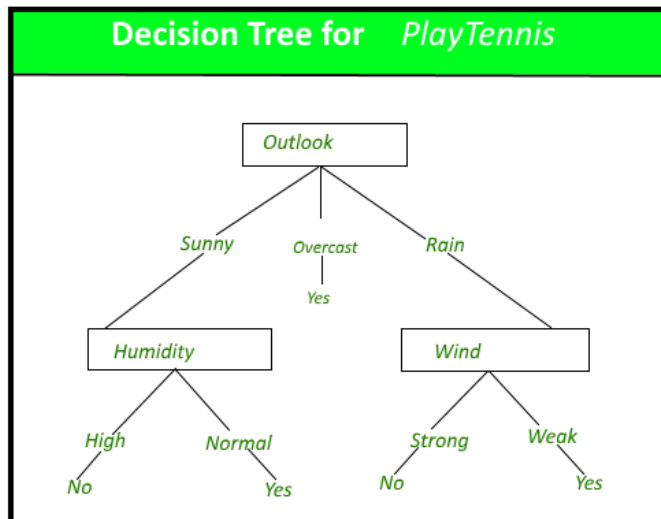 Decision Tree for PlayTennis
Outlook
Sunny Overcast Rain
Yes
Humidity Wind
High Normal Strong Weak
No Yes No Yes